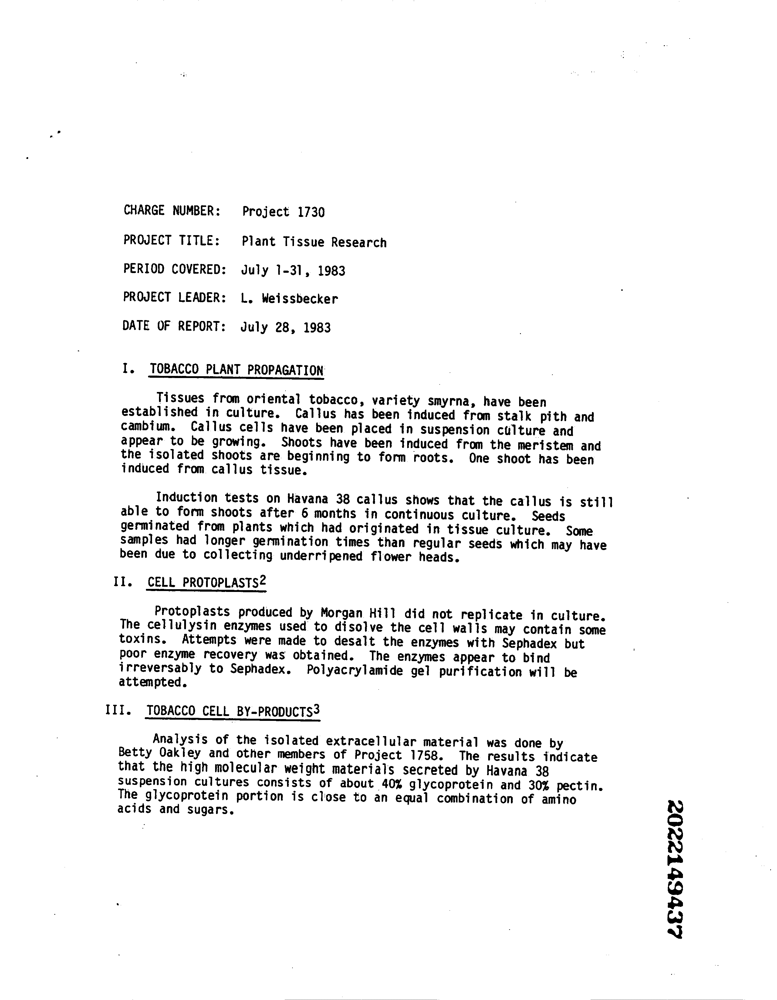 CHARGE NUMBER: Project 1730
PROJECT TITLE: Plant Tissue Research
PERIOD COVERED: July 1-31, 1983
PROJECT LEADER: L. Weissbecker
DATE OF REPORT: July 28, 1983
I. TOBACCO PLANT PROPAGATION
Tissues from oriental tobacco, variety smyrna, have been
established in culture. Callus has been induced from stalk pith and
cambium. Callus cells have been placed in suspension culture and
appear to be growing. Shoots have been induced from the meristem and
the isolated shoots are beginning to form roots. One shoot has been
induced from callus tissue.
Induction tests on Havana 38 callus shows that the callus is still
able to form shoots after 6 months in continuous culture. Seeds
germinated from plants which had originated in tissue culture. Some
samples had longer germination times than regular seeds which may have
been due to collecting underripened flower heads.
II. CELL PROTOPLASTS2
Protoplasts produced by Morgan Hill did not replicate in culture.
The cellulysin enzymes used to disolve the cell walls may contain some
toxins. Attempts were made to desalt the enzymes with Sephadex but
poor enzyme recovery was obtained. The enzymes appear to bind
irreversably to Sephadex. Polyacrylamide gel purification will be
attempted.
III. TOBACCO CELL BY-PRODUCTS3
Analysis of the isolated extracellular material was done by
Betty Oakley and other members of Project 1758. The results indicate
that the high molecular weight materials secreted by Havana 38
suspension cultures consists of about 40% glycoprotein and 30% pectin.
The glycoprotein portion is close to an equal combination of amino
acids and sugars.
2022149437